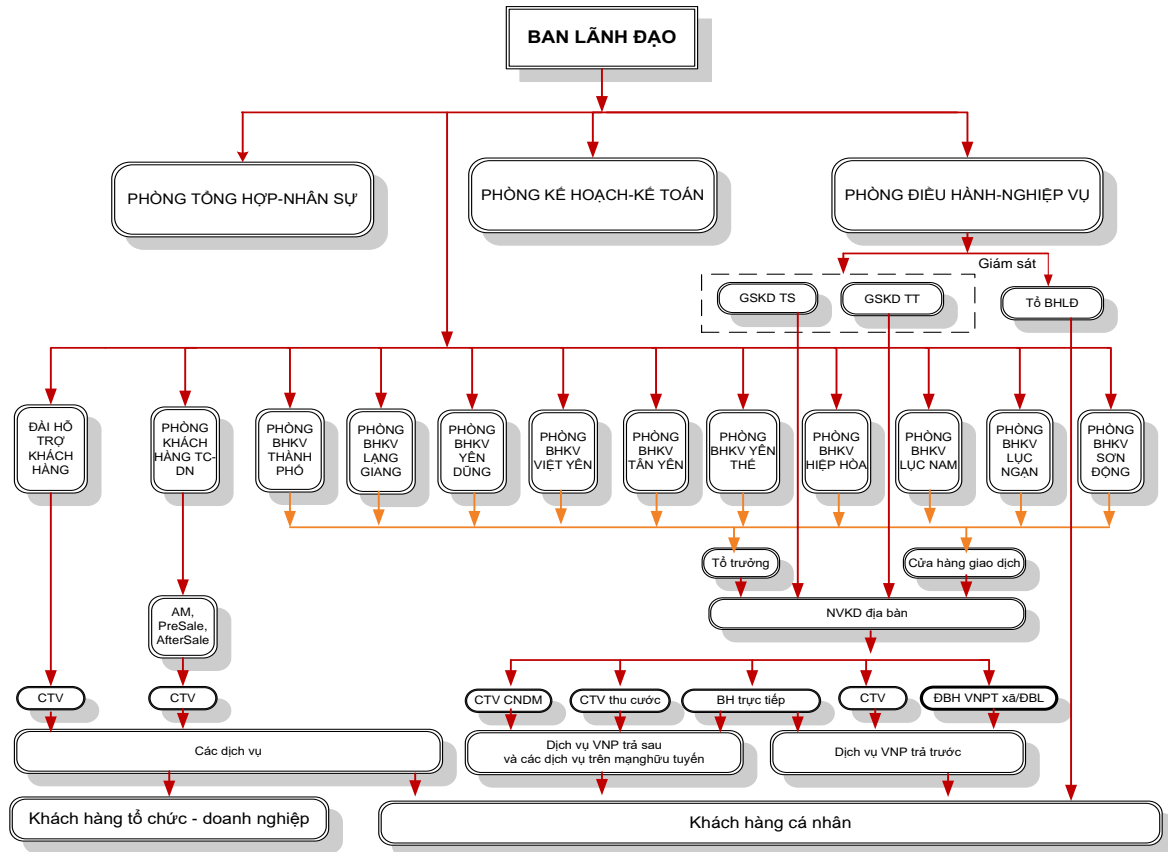 BAN LÃNH ĐẠO
PHÒNG TỔNG HỢP-NHÂN SỰ
PHÒNG KẾ HOẠCH-KẾ TOÁN
PHÒNG ĐIỀU HÀNH-NGHIỆP VỤ
Giám sát
GSKD TS
GSKD TT
Tổ BHLĐ
ĐÀI HỖ
TRỢ
KHÁCH
HÀNG
PHÒNG
KHÁCH
HÀNG TC-
DN
PHÒNG
BHKV
THÀNH
PHỐ
PHÒNG
BHKV
LẠNG
GIANG
PHÒNG
BHKV
YÊN
DŨNG
PHÒNG
BHKV
VIỆT YÊN
PHÒNG
BHKV
TÂN YÊN
PHÒNG
BHKV YÊN
THẾ
PHÒNG
BHKV
HIỆP HÒA
PHÒNG
BHKV
LỤC NAM
PHÒNG
BHKV
LỤC
NGẠN
PHÒNG
BHKV
SƠN
ĐỘNG
Tổ trưởng
Cửa hàng giao dịch
AM,
PreSale,
AfterSale
NVKD địa bàn
CTV
CTV
CTV CNDM
CTV thu cước
BH trực tiếp
CTV
ĐBH VNPT xã/ĐBL
Các dịch vụ
Dịch vụ VNP trả sau
và các dịch vụ trên mạnghữu tuyến
Dịch vụ VNP trả trước
Khách hàng tổ chức - doanh nghiệp
Khách hàng cá nhân